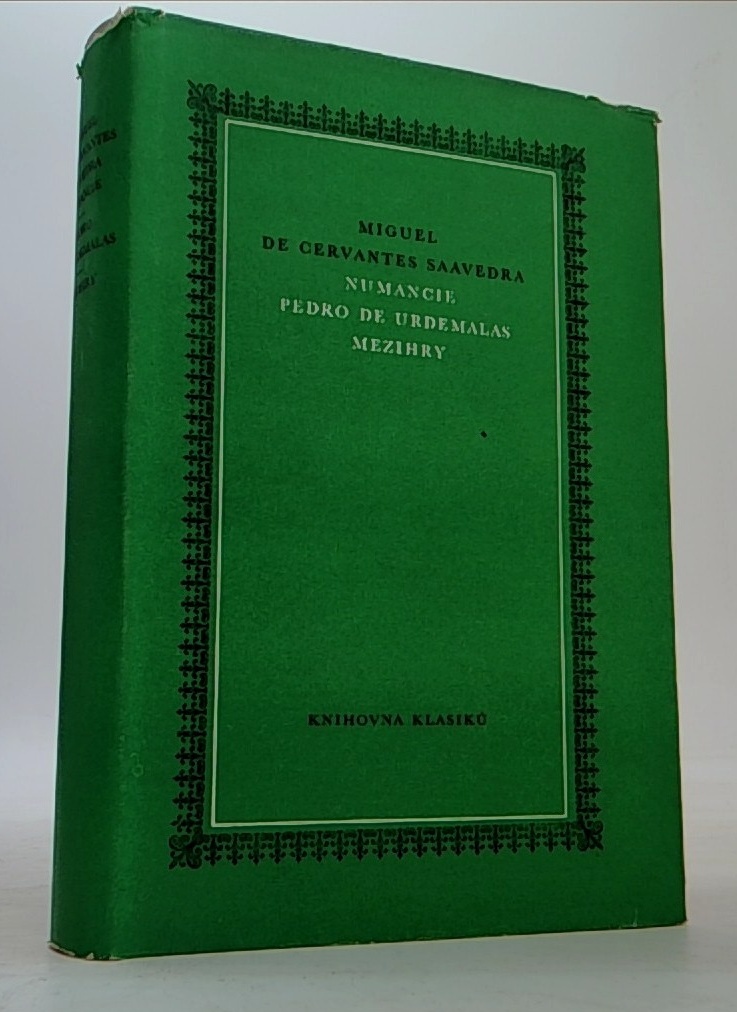 MIGUEL
DE CERVANTES SAAVEDRA
NUMANCIE
PEDRO DE URDEMALAS
MEZIHRY
KNIHOVNA KLASIKŮ